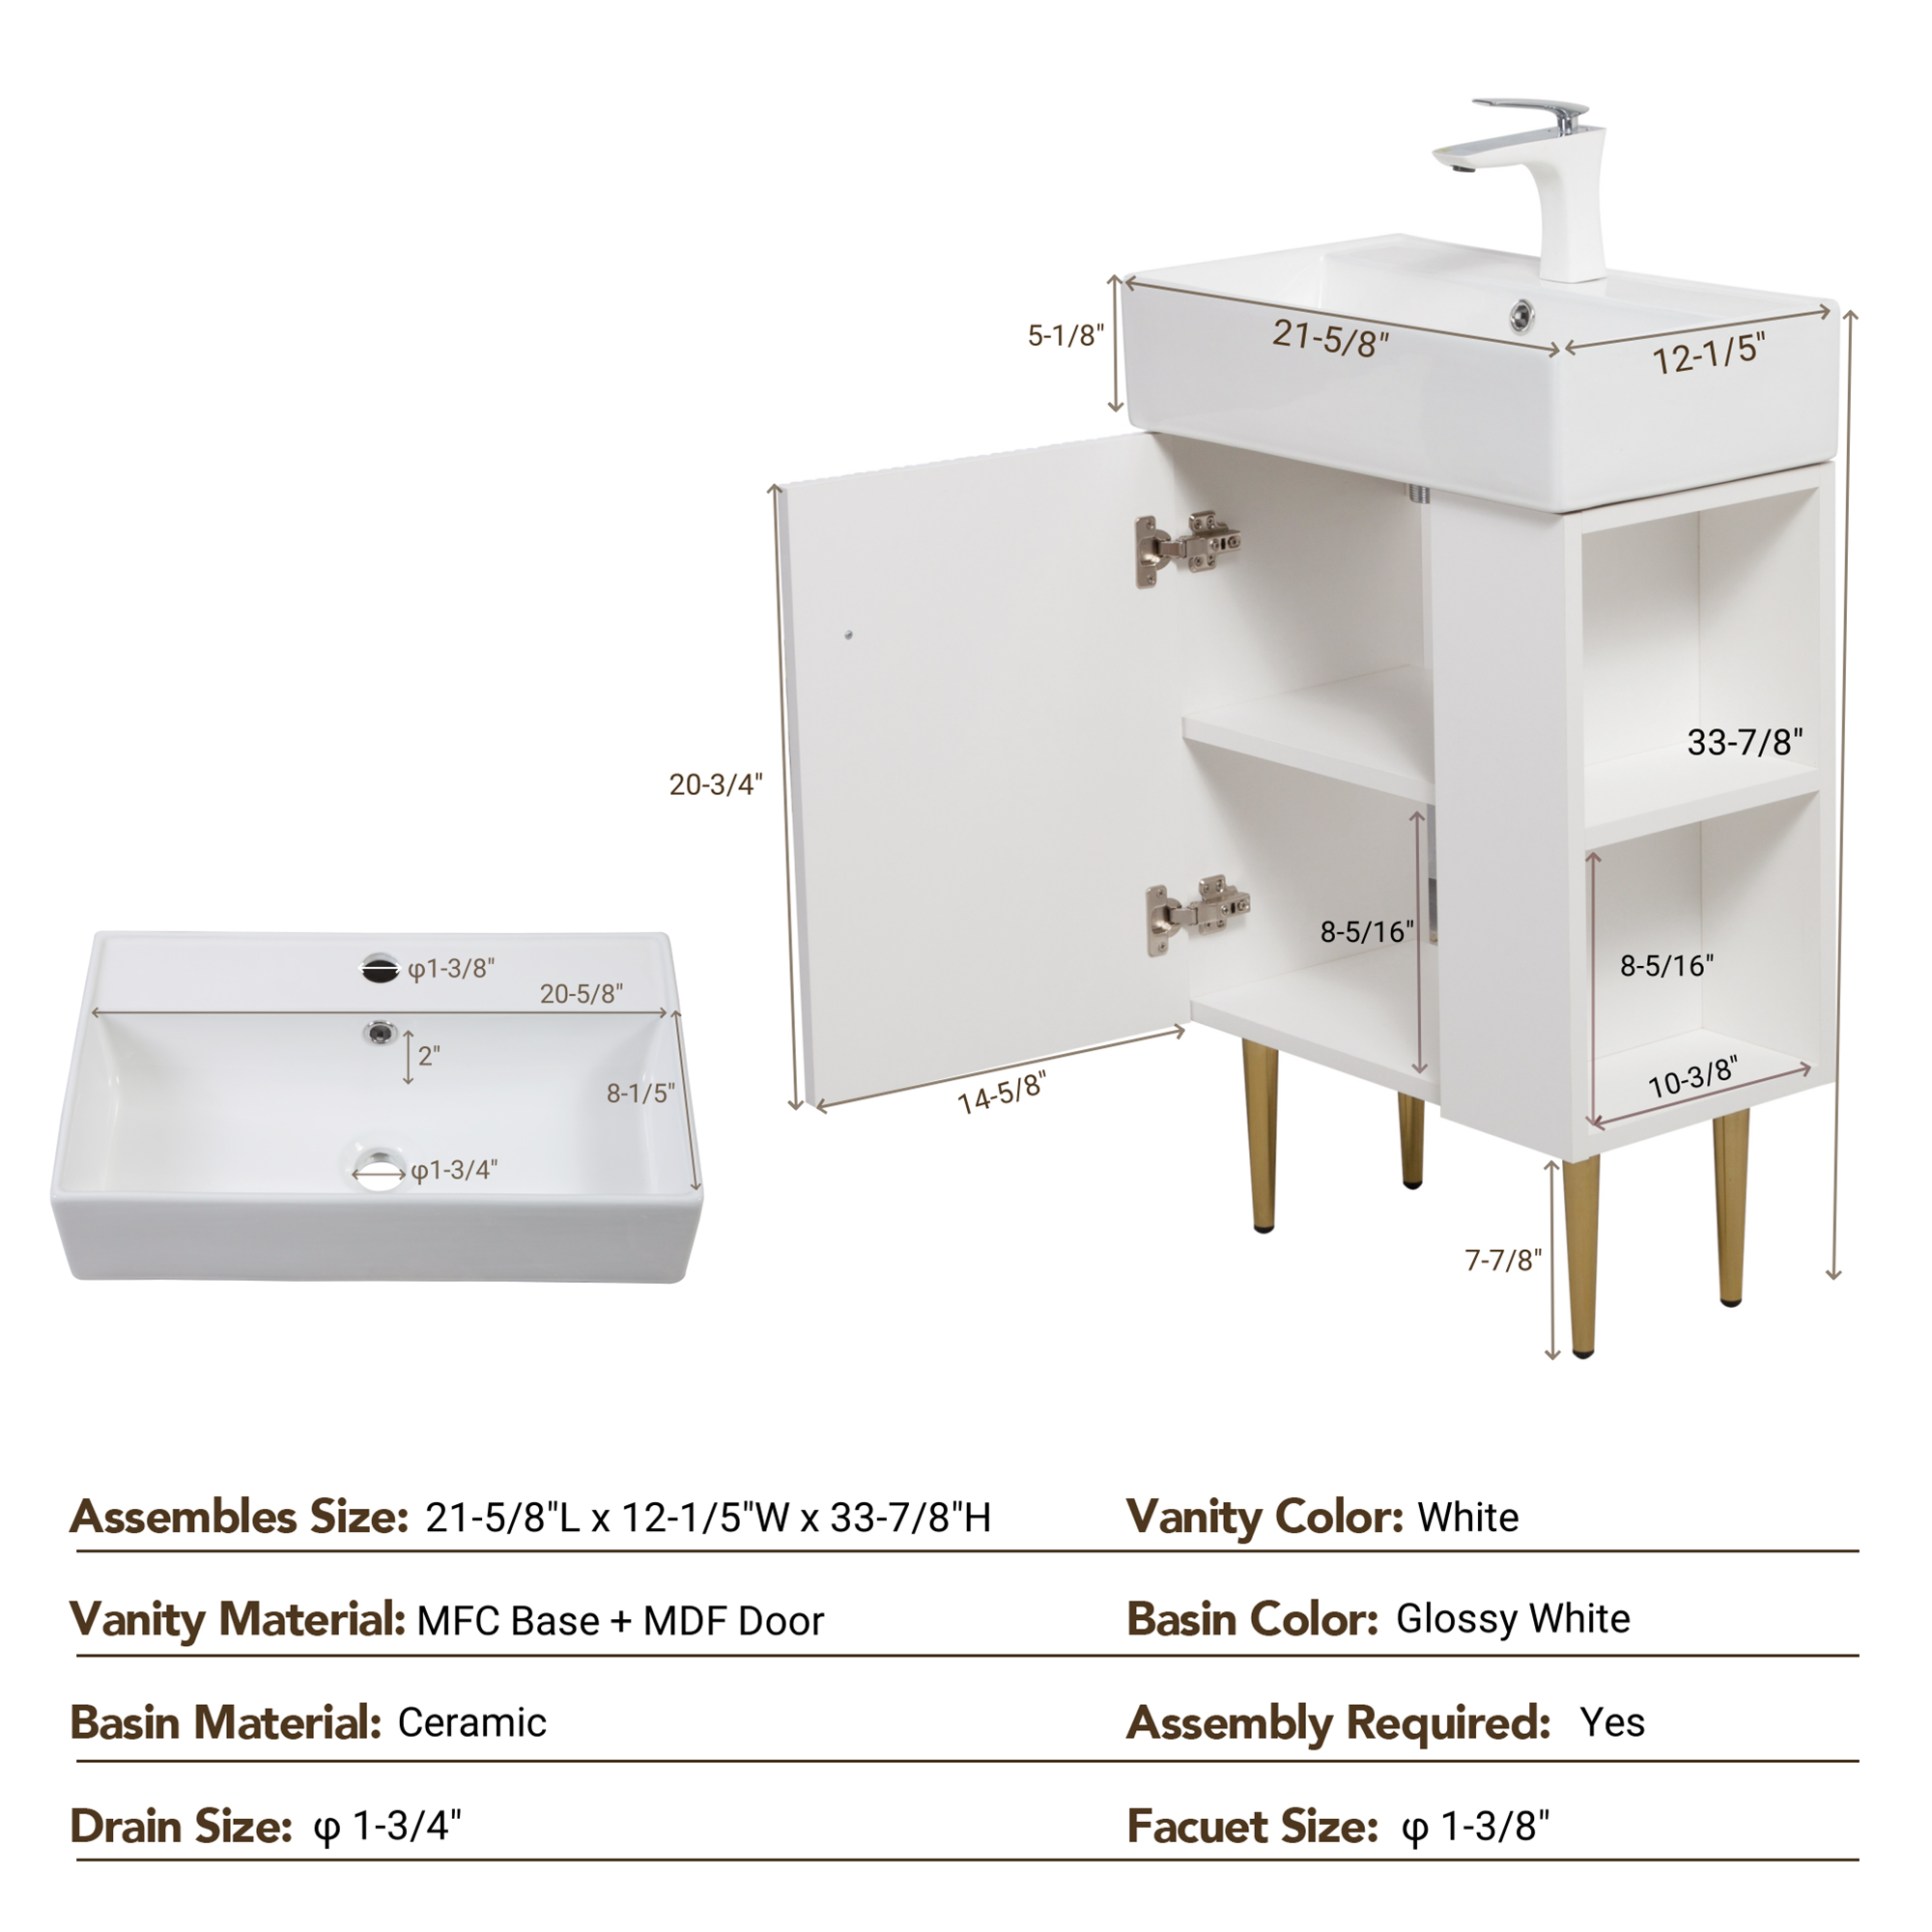 5-1/8"
21-5/8"
12-1/5"
20-3/4"
33-7/8"
8-5/16"
8-5/16"
14-5/8"
10-3/8"
7-7/8"
φ1-3/8"
20-5/8"
2"
8-1/5"
φ1-3/4"
Assembles Size: 21-5/8"L x 12-1/5"W x 33-7/8"H
Vanity Color: White
Vanity Material: MFC Base + MDF Door
Basin Color: Glossy White
Basin Material: Ceramic
Assembly Required: Yes
Drain Size: φ 1-3/4"
Facuet Size: φ 1-3/8"